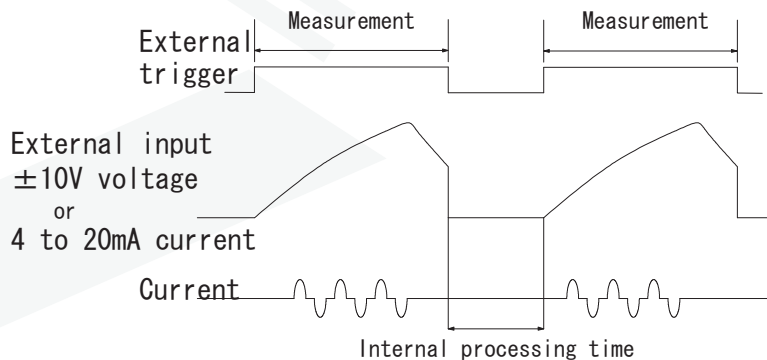 Measurement
Measurement
External
trigger
External input
±10V voltage
or
4 to 20mA current
Current
Internal processing time